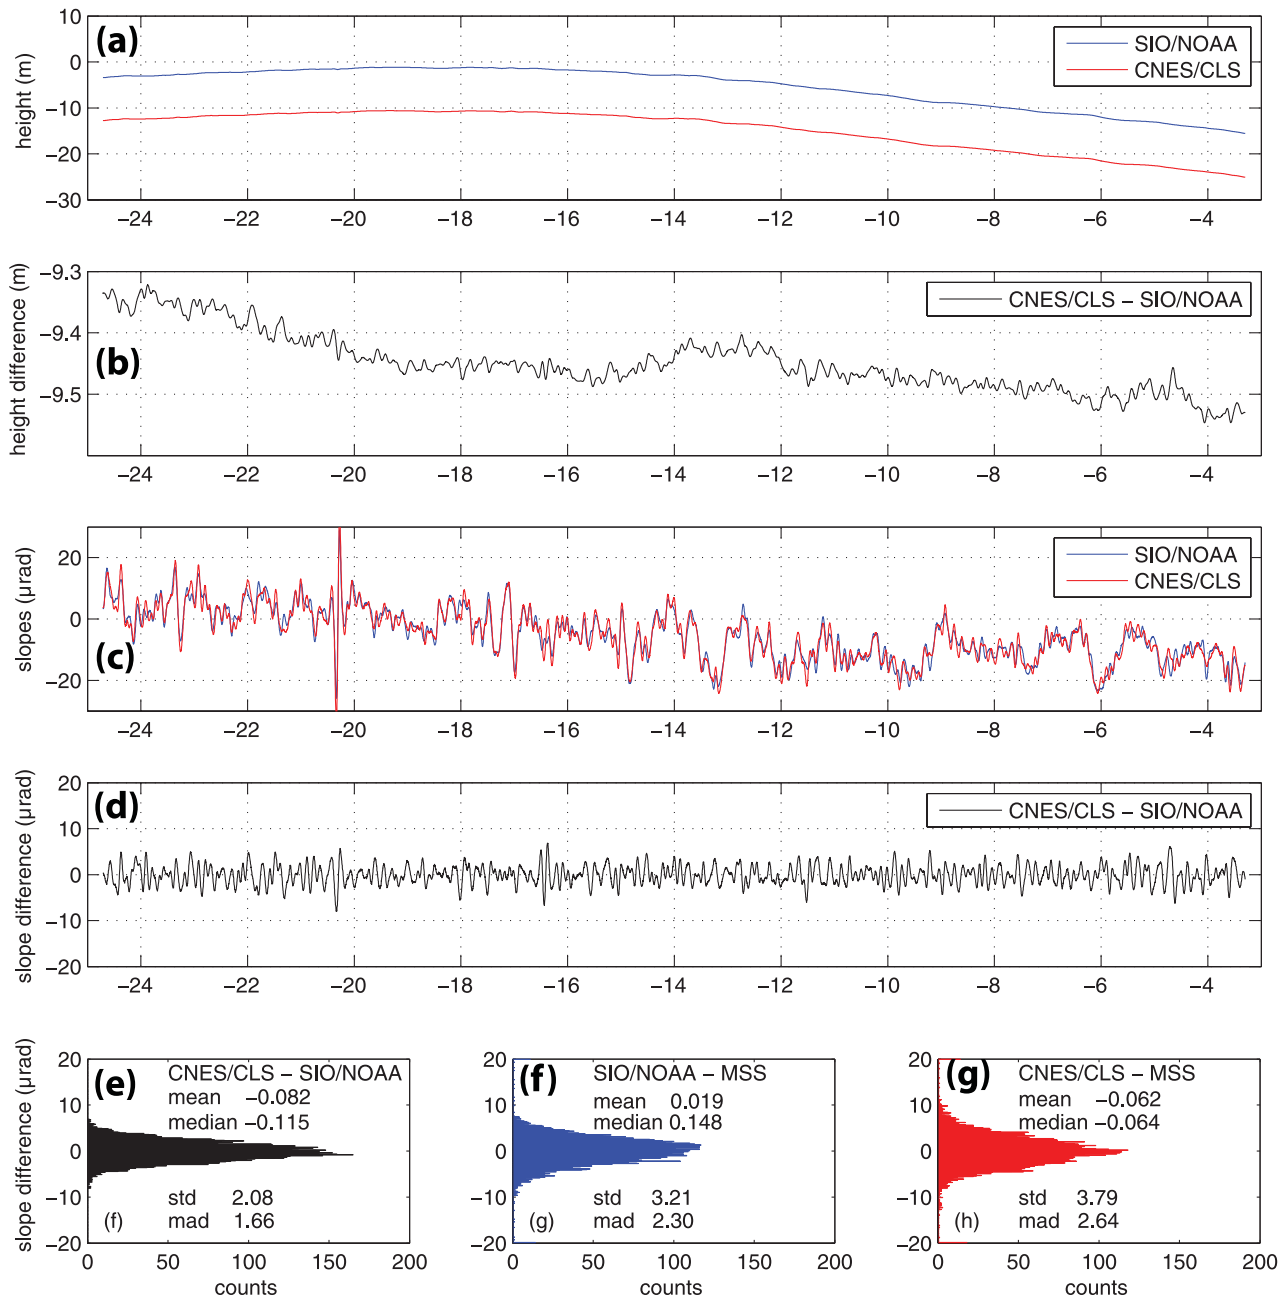 (a)
10
0
−10
−20
−30
height (m)
SIO/NOAA
CNES/CLS
−24 −22 −20 −18 −16 −14 −12 −10 −8 −6 −4
(b)
−9.3
−9.4
−9.5
height difference (m)
CNES/CLS − SIO/NOAA
−24 −22 −20 −18 −16 −14 −12 −10 −8 −6 −4
(c)
20
0
−20
slopes (µrad)
SIO/NOAA
CNES/CLS
−24 −22 −20 −18 −16 −14 −12 −10 −8 −6 −4
(d)
20
10
0
−10
−20
slope difference (µrad)
CNES/CLS − SIO/NOAA
−24 −22 −20 −18 −16 −14 −12 −10 −8 −6 −4
(e)
20
10
0
−10
−20
slope difference (µrad)
CNES/CLS − SIO/NOAA
mean −0.082
median −0.115
std 2.08
mad 1.66
(f)
0 50 100 150 200
counts
(f)
20
10
0
−10
−20
SIO/NOAA − MSS
mean 0.019
median 0.148
std 3.21
mad 2.30
(g)
0 50 100 150 200
counts
(g)
20
10
0
−10
−20
CNES/CLS − MSS
mean −0.062
median −0.064
std 3.79
mad 2.64
(h)
0 50 100 150 200
counts